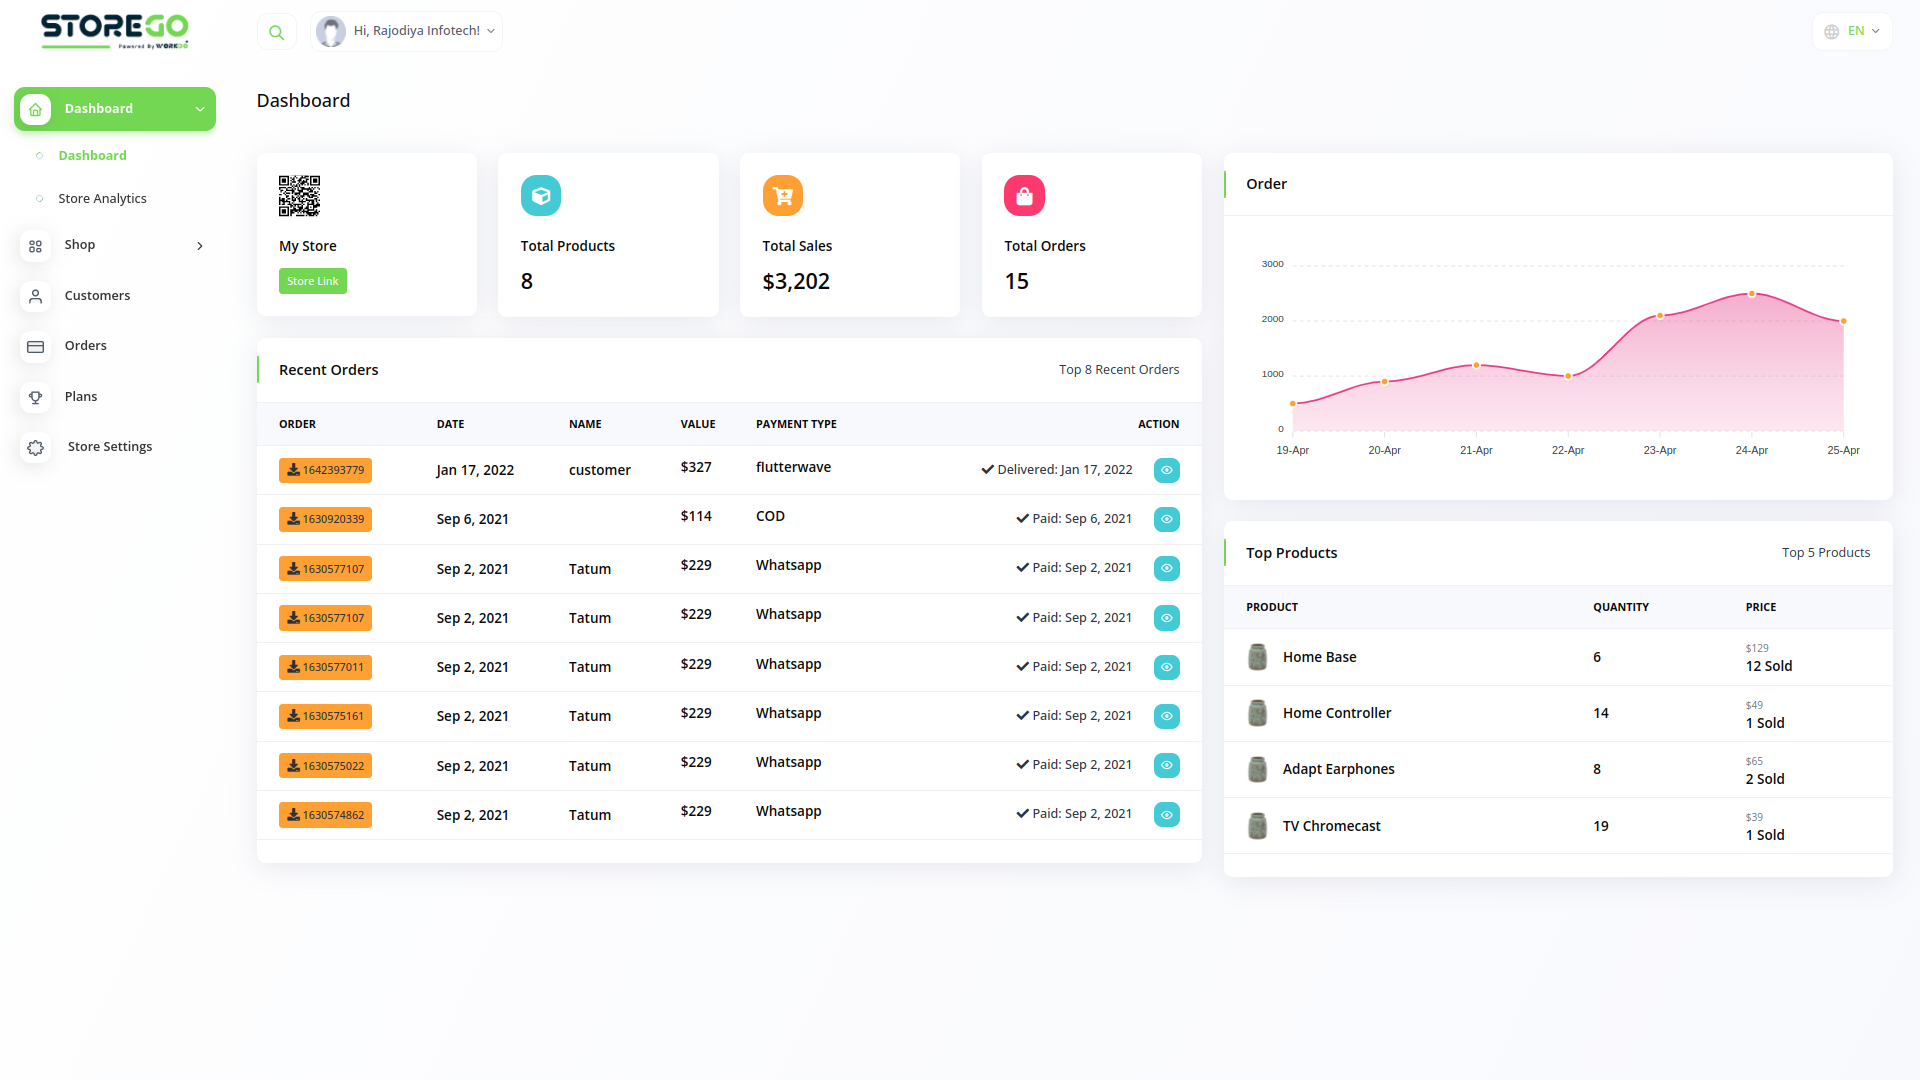 STOREGO
Powered By WORKDO
Hi, Rajodiya Infotech!
EN
Dashboard
Dashboard
Store Analytics
Shop
Customers
Orders
Plans
Store Settings
Dashboard
My Store
Store Link
Total Products
8
Total Sales
$3,202
Total Orders
15
Recent Orders
Top 8 Recent Orders
ORDER DATE NAME VALUE PAYMENT TYPE ACTION
1642393779 Jan 17, 2022 customer $327 flutterwave Delivered: Jan 17, 2022
1630920339 Sep 6, 2021 $114 COD Paid: Sep 6, 2021
1630577107 Sep 2, 2021 Tatum $229 Whatsapp Paid: Sep 2, 2021
1630577107 Sep 2, 2021 Tatum $229 Whatsapp Paid: Sep 2, 2021
1630577011 Sep 2, 2021 Tatum $229 Whatsapp Paid: Sep 2, 2021
1630575161 Sep 2, 2021 Tatum $229 Whatsapp Paid: Sep 2, 2021
1630575022 Sep 2, 2021 Tatum $229 Whatsapp Paid: Sep 2, 2021
1630574862 Sep 2, 2021 Tatum $229 Whatsapp Paid: Sep 2, 2021
Order
3000
2000
1000
0
19-Apr 20-Apr 21-Apr 22-Apr 23-Apr 24-Apr 25-Apr
Top Products
Top 5 Products
PRODUCT QUANTITY PRICE
Home Base 6 $129
12 Sold
Home Controller 14 $49
1 Sold
Adapt Earphones 8 $65
2 Sold
TV Chromecast 19 $39
1 Sold